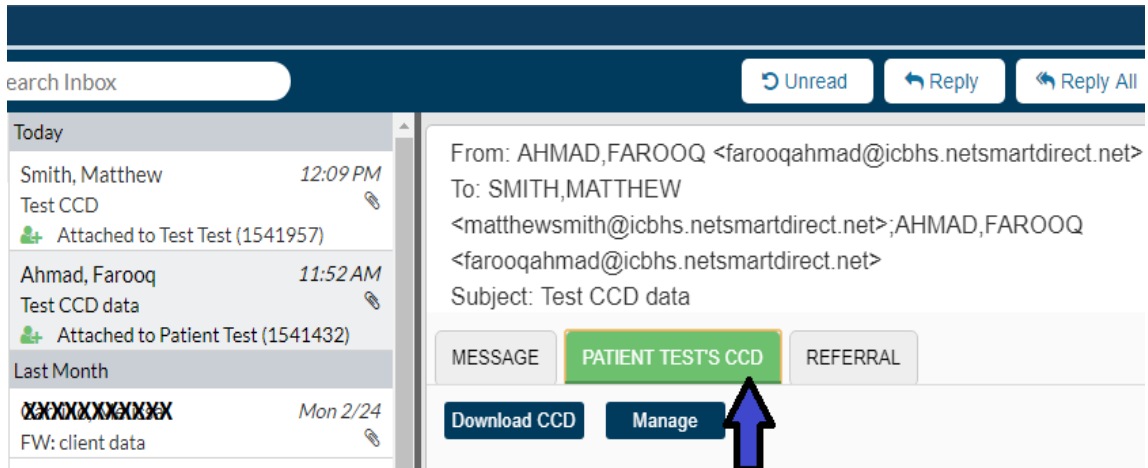 earch Inbox
Unread
Reply
Reply All
Today
Smith, Matthew 12:09 PM
Test CCD
Attached to Test Test (1541957)
Ahmad, Farooq 11:52 AM
Test CCD data
Attached to Patient Test (1541432)
Last Month
XXXXXXXXXXXX Mon 2/24
FW: client data
From: AHMAD,FAROOQ <farooqahmad@icbhs.netsmartdirect.net>
To: SMITH,MATTHEW
<matthewsmith@icbhs.netsmartdirect.net>;AHMAD,FAROOQ
<farooqahmad@icbhs.netsmartdirect.net>
Subject: Test CCD data
MESSAGE
PATIENT TEST'S CCD
REFERRAL
Download CCD
Manage